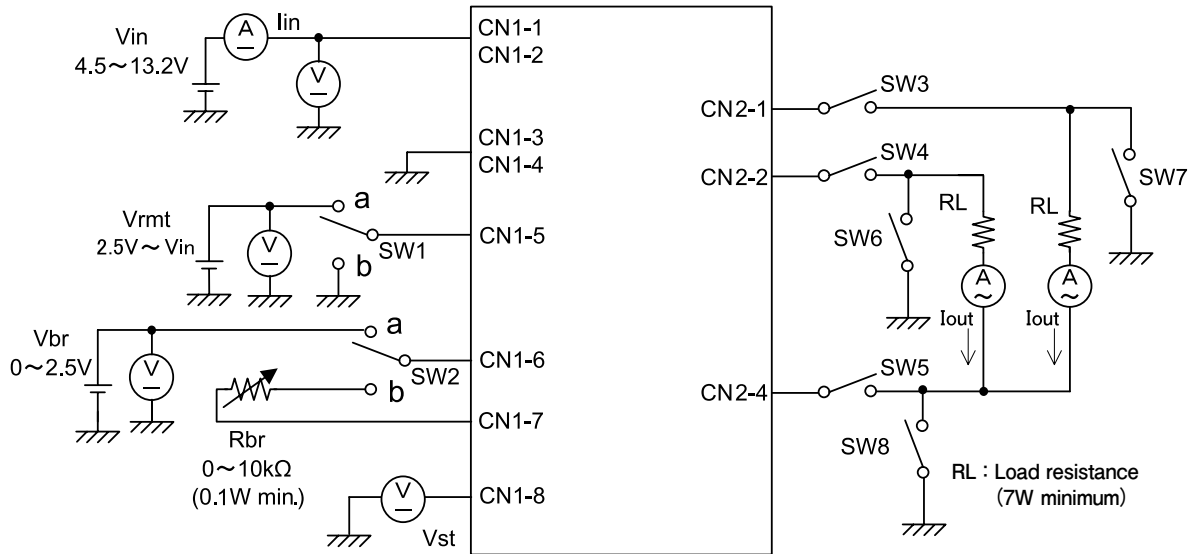 Vin
4.5～13.2V
A
Iin
V
CN1-1
CN1-2
CN1-3
CN1-4
Vrmt
2.5V～Vin
V
a
SW1
b
CN1-5
Vbr
0～2.5V
V
a
SW2
b
CN1-6
CN1-7
Rbr
0～10kΩ
(0.1W min.)
V
Vst
CN1-8
CN2-1
SW3
CN2-2
SW4
SW6
RL
A
～
Iout
RL
A
～
Iout
SW7
CN2-4
SW5
SW8
RL : Load resistance
(7W minimum)